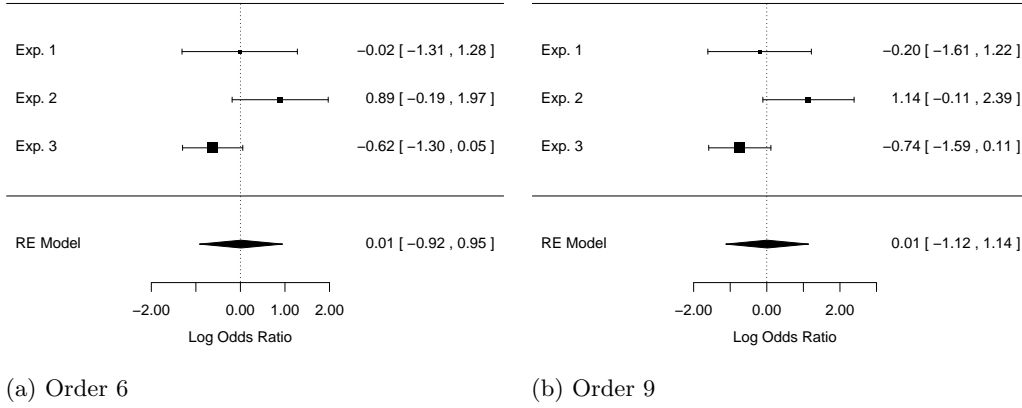 Exp. 1 −0.02 [ −1.31 , 1.28 ]
Exp. 2 0.89 [ −0.19 , 1.97 ]
Exp. 3 −0.62 [ −1.30 , 0.05 ]
RE Model 0.01 [ −0.92 , 0.95 ]
−2.00 0.00 1.00 2.00
Log Odds Ratio
(a) Order 6
Exp. 1 −0.20 [ −1.61 , 1.22 ]
Exp. 2 1.14 [ −0.11 , 2.39 ]
Exp. 3 −0.74 [ −1.59 , 0.11 ]
RE Model 0.01 [ −1.12 , 1.14 ]
−2.00 0.00 2.00
Log Odds Ratio
(b) Order 9